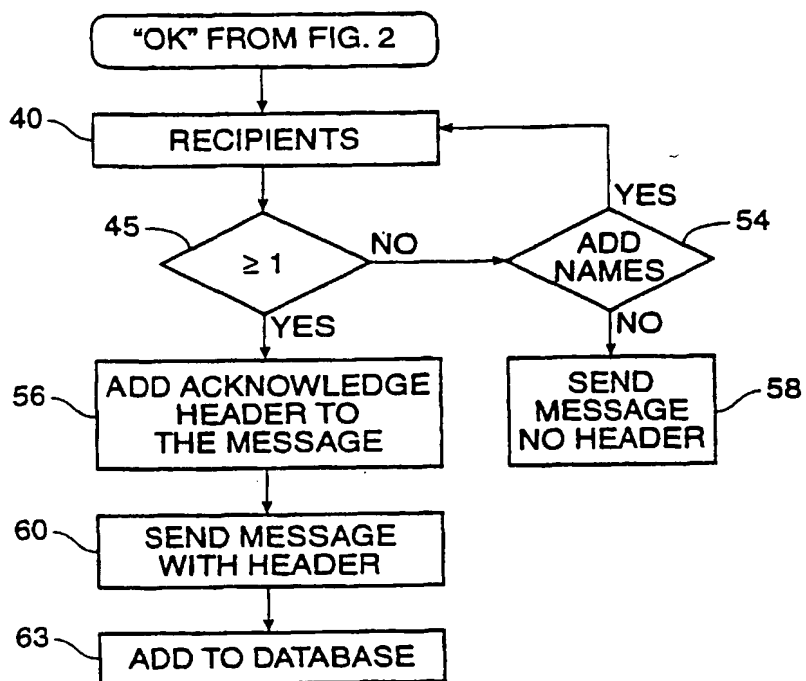 "OK" FROM FIG. 2
40
RECIPIENTS
YES
45
≥ 1
NO
ADD
NAMES
54
YES
NO
56
ADD ACKNOWLEDGE
HEADER TO
THE MESSAGE
SEND
MESSAGE
NO HEADER
58
60
SEND MESSAGE
WITH HEADER
63
ADD TO DATABASE